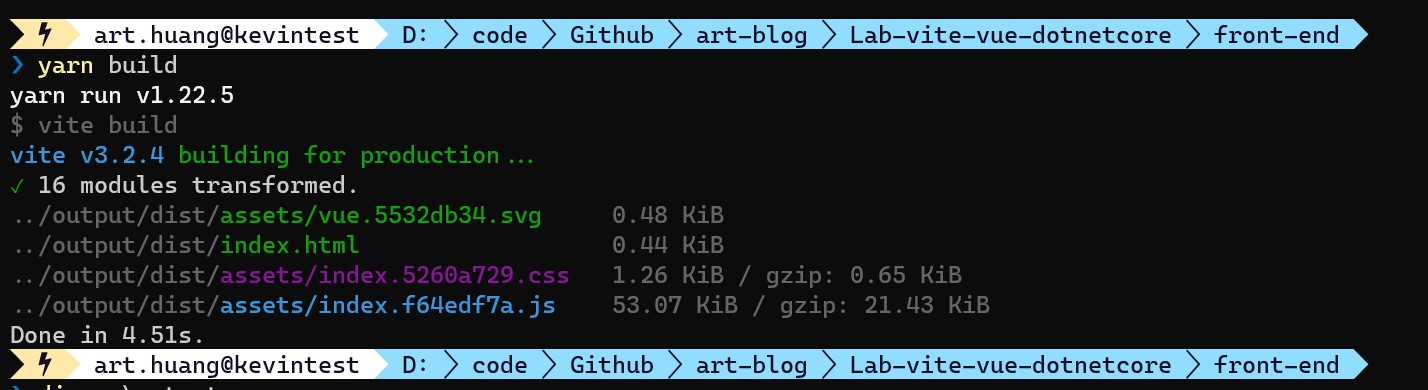 art.huang@kevintest D: code Github art-blog Lab-vite-vue-dotnetcore front-end
❯ yarn build
yarn run v1.22.5
$ vite build
vite v3.2.4 building for production...
✓ 16 modules transformed.
../output/dist/assets/vue.5532db34.svg 0.48 KiB
../output/dist/index.html 0.44 KiB
../output/dist/assets/index.5260a729.css 1.26 KiB / gzip: 0.65 KiB
../output/dist/assets/index.f64edf7a.js 53.07 KiB / gzip: 21.43 KiB
Done in 4.51s.
art.huang@kevintest D: code Github art-blog Lab-vite-vue-dotnetcore front-end